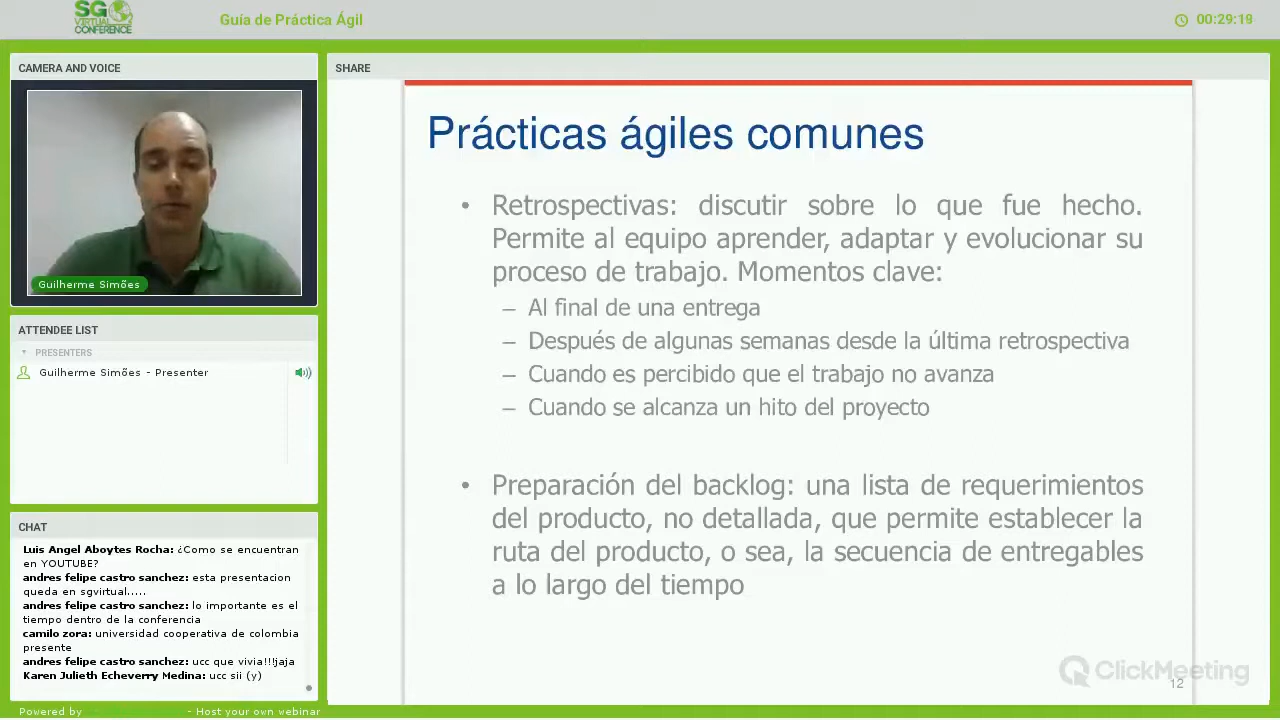 SG
VIRTUAL
CONFERENCE
Guía de Práctica Ágil
00:29:19
CAMERA AND VOICE
Guilherme Simões
ATTENDEE LIST
PRESENTERS
Guilherme Simões - Presenter
CHAT
Luis Angel Aboytes Rocha: ¿Como se encuentran
en YOUTUBE?
andres felipe castro sanchez: esta presentacion
queda en sgvirtual.....
andres felipe castro sanchez: lo importante es el
tiempo dentro de la conferencia
camilo zora: universidad cooperativa de colombia
presente
andres felipe castro sanchez: ucc que vivia!!!jaja
Karen Julieth Echeverry Medina: ucc sii (y)
Powered by
- Host your own webinar
SHARE
Prácticas ágiles comunes
• Retrospectivas: discutir sobre lo que fue hecho.
Permite al equipo aprender, adaptar y evolucionar su
proceso de trabajo. Momentos clave:
– Al final de una entrega
– Después de algunas semanas desde la última retrospectiva
– Cuando es percibido que el trabajo no avanza
– Cuando se alcanza un hito del proyecto
• Preparación del backlog: una lista de requerimientos
del producto, no detallada, que permite establecer la
ruta del producto, o sea, la secuencia de entregables
a lo largo del tiempo
ClickMeeting
12